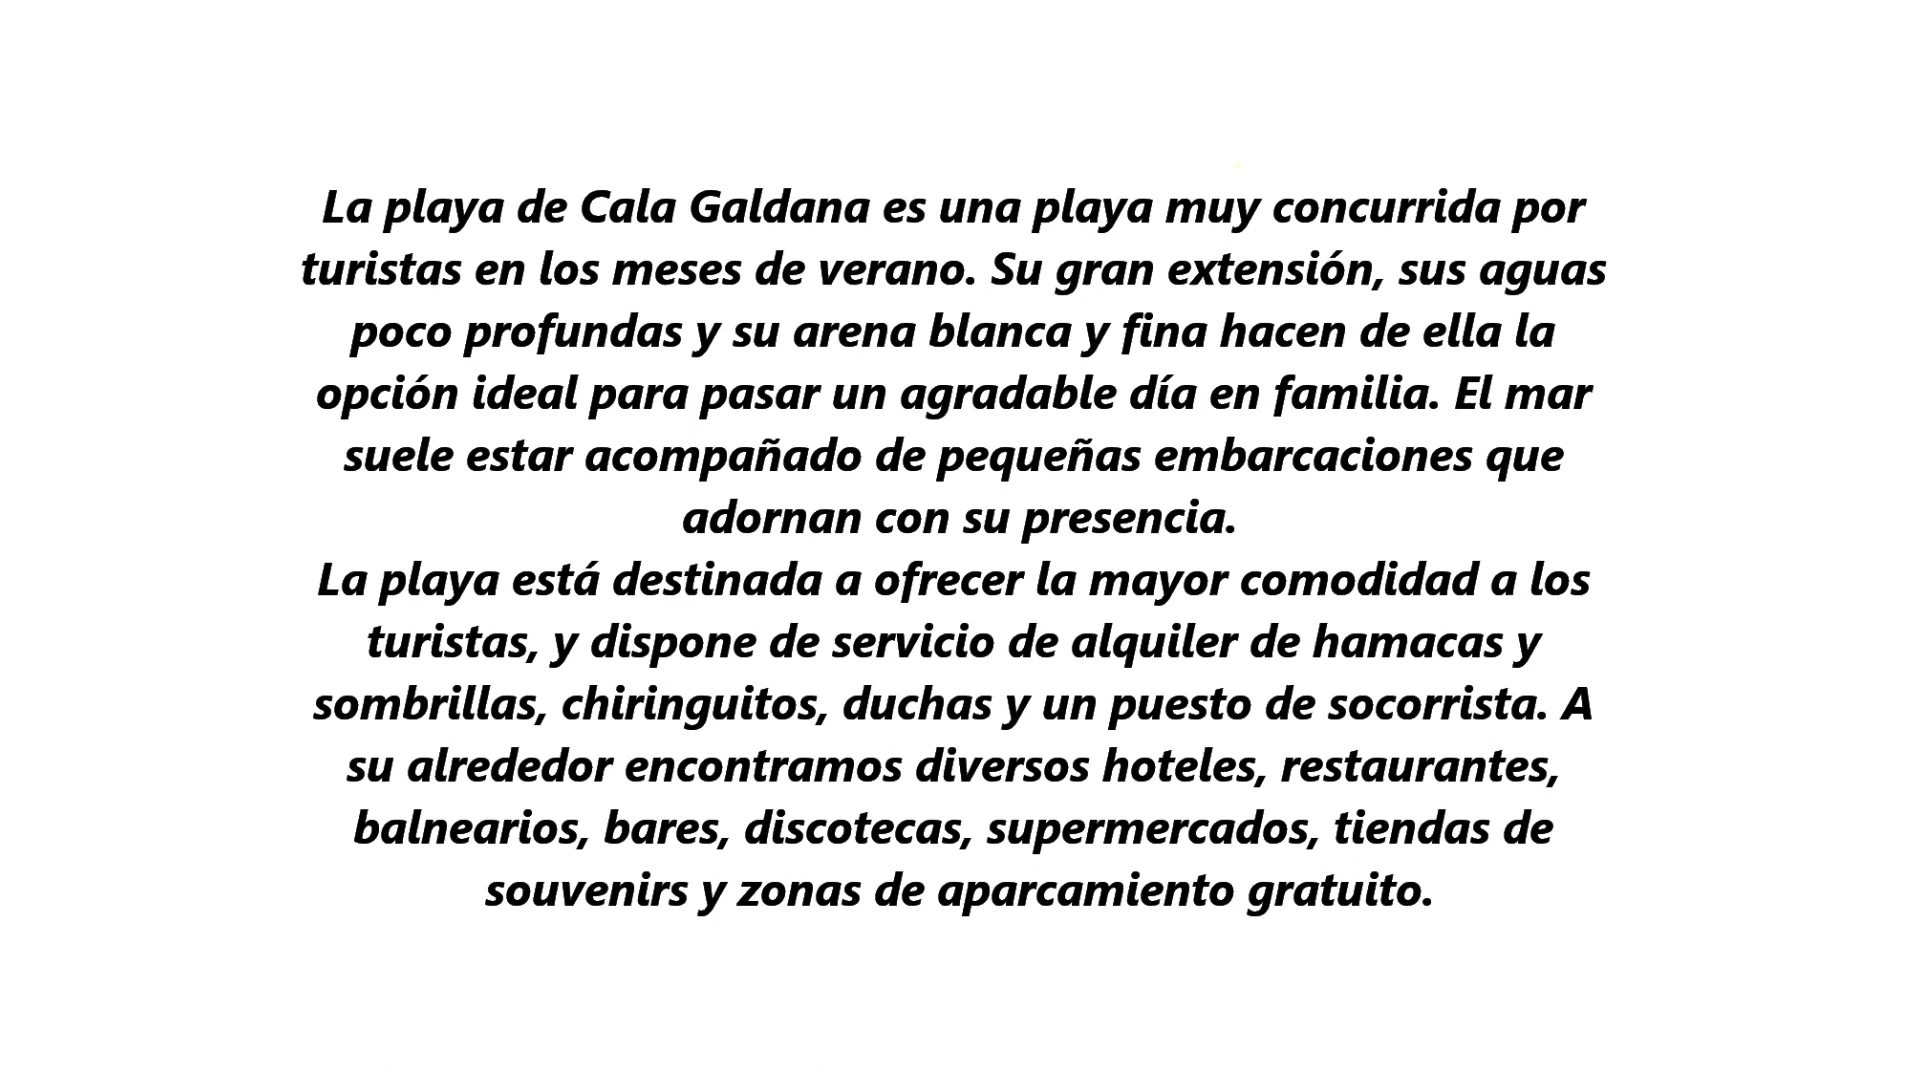 La playa de Cala Galdana es una playa muy concurrida por
turistas en los meses de verano. Su gran extensión, sus aguas
poco profundas y su arena blanca y fina hacen de ella la
opción ideal para pasar un agradable día en familia. El mar
suele estar acompañado de pequeñas embarcaciones que
adornan con su presencia.
La playa está destinada a ofrecer la mayor comodidad a los
turistas, y dispone de servicio de alquiler de hamacas y
sombrillas, chiringuitos, duchas y un puesto de socorrista. A
su alrededor encontramos diversos hoteles, restaurantes,
balnearios, bares, discotecas, supermercados, tiendas de
souvenirs y zonas de aparcamiento gratuito.